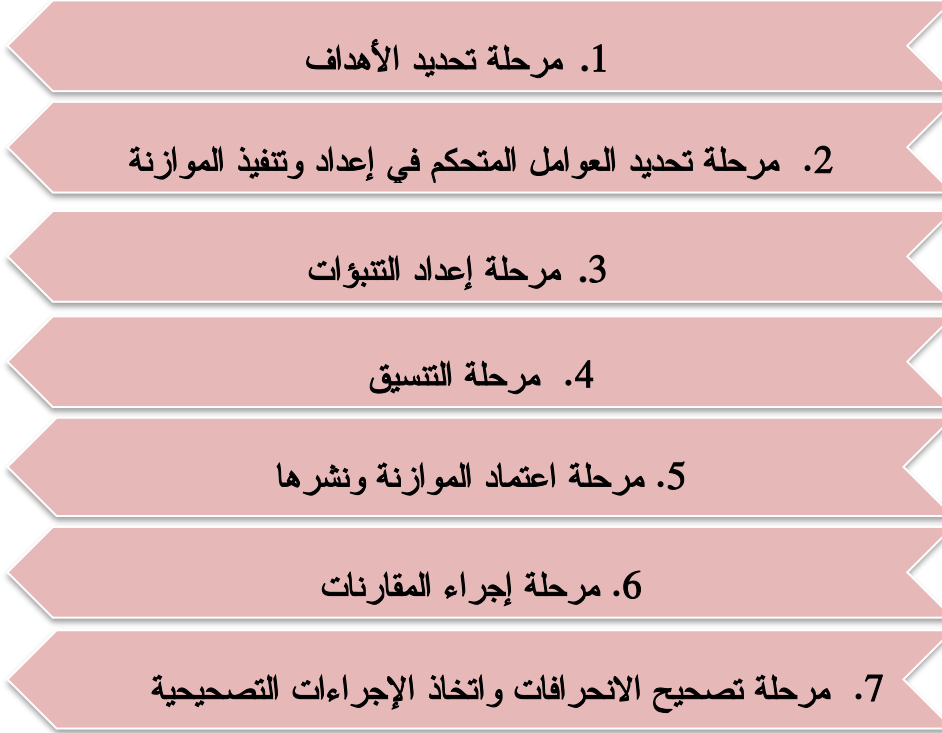 1. مرحلة تحديد الأهداف
2. مرحلة تحديد العوامل المتحكم في إعداد وتنفيذ الموازنة
3. مرحلة إعداد التنبؤات
4. مرحلة التنسيق
5. مرحلة اعتماد الموازنة ونشرها
6. مرحلة إجراء المقارنات
7. مرحلة تصحيح الانحرافات واتخاذ الإجراءات التصحيحية